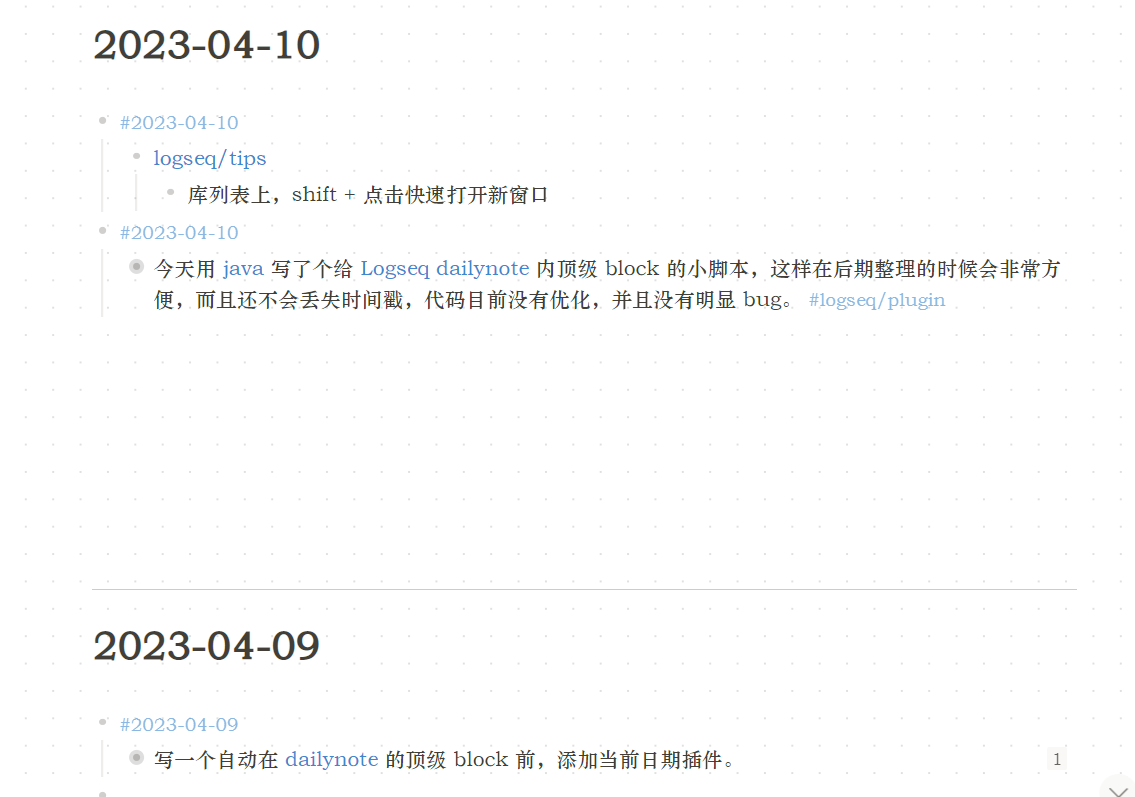 2023-04-10
#2023-04-10
logseq/tips
库列表上，shift + 点击快速打开新窗口
#2023-04-10
今天用 java 写了个给 Logseq dailynote 内顶级 block 的小脚本，这样在后期整理的时候会非常方
便，而且还不会丢失时间戳，代码目前没有优化，并且没有明显 bug。 #logseq/plugin
2023-04-09
#2023-04-09
写一个自动在 dailynote 的顶级 block 前，添加当前日期插件。 1